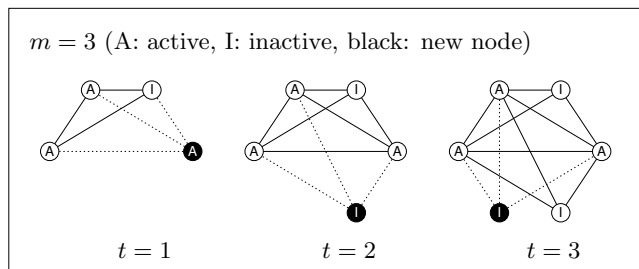 m = 3 (A: active, I: inactive, black: new node)
A I A I A I
A A A A A A
I I I
t = 1 t = 2 t = 3